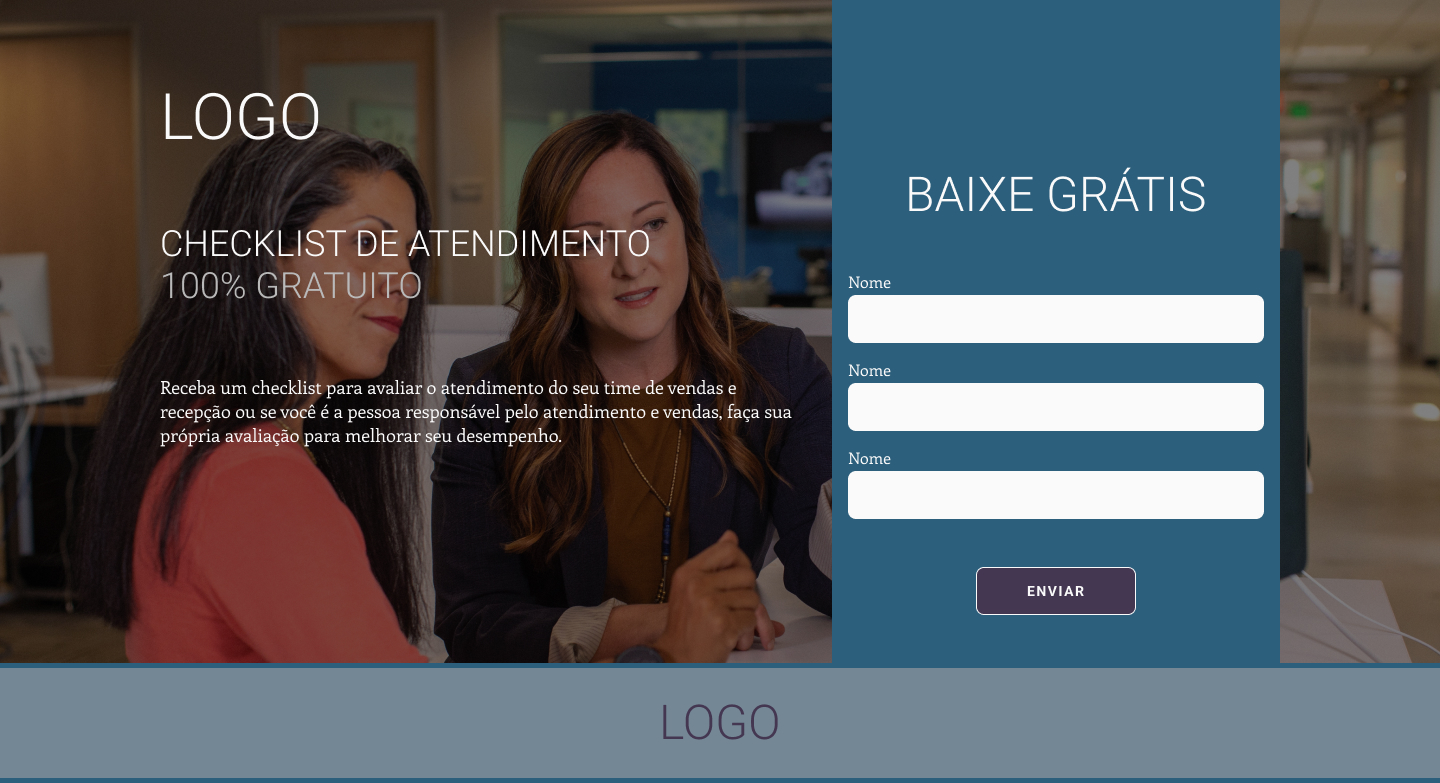 LOGO
CHECKLIST DE ATENDIMENTO
100% GRATUITO
Receba um checklist para avaliar o atendimento do seu time de vendas e
recepção ou se você é a pessoa responsável pelo atendimento e vendas, faça sua
própria avaliação para melhorar seu desempenho.
BAIXE GRÁTIS
Nome
Nome
Nome
ENVIAR
LOGO